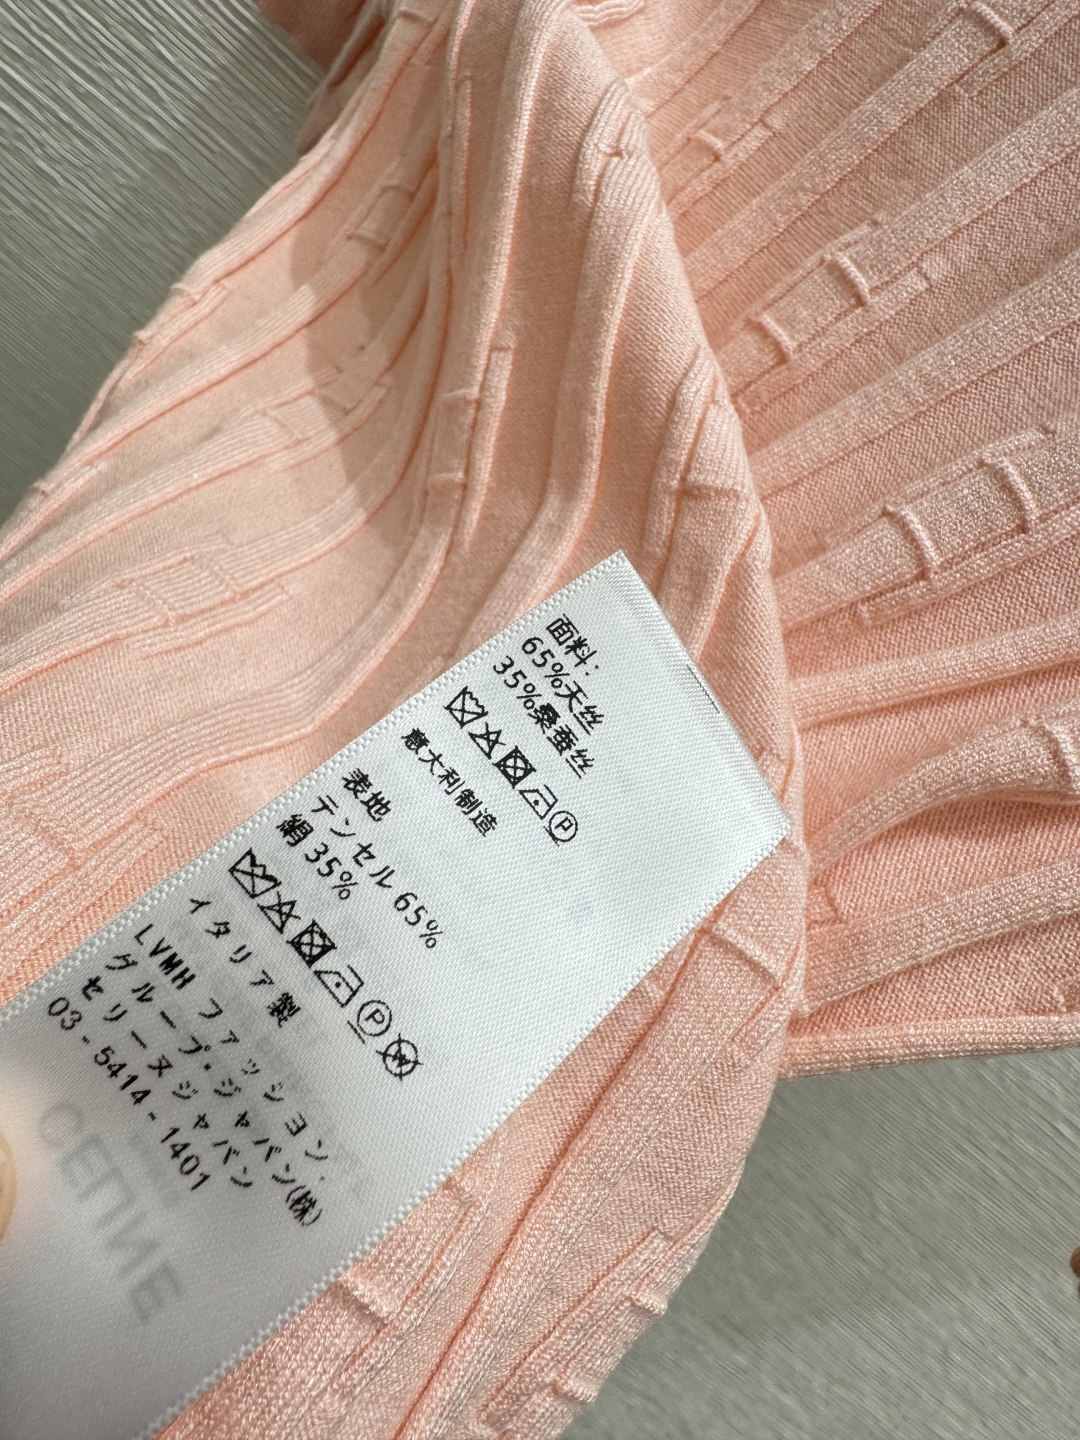 面料:
65%天丝
35%桑蚕丝
P
意大利制造
表地
テンセル 65%
絹 35%
P W
イタリア製
LVMH ファッション.
グループ・ジャパン(株)
セリーヌ ジャパン
03-5414-1401
CELINE